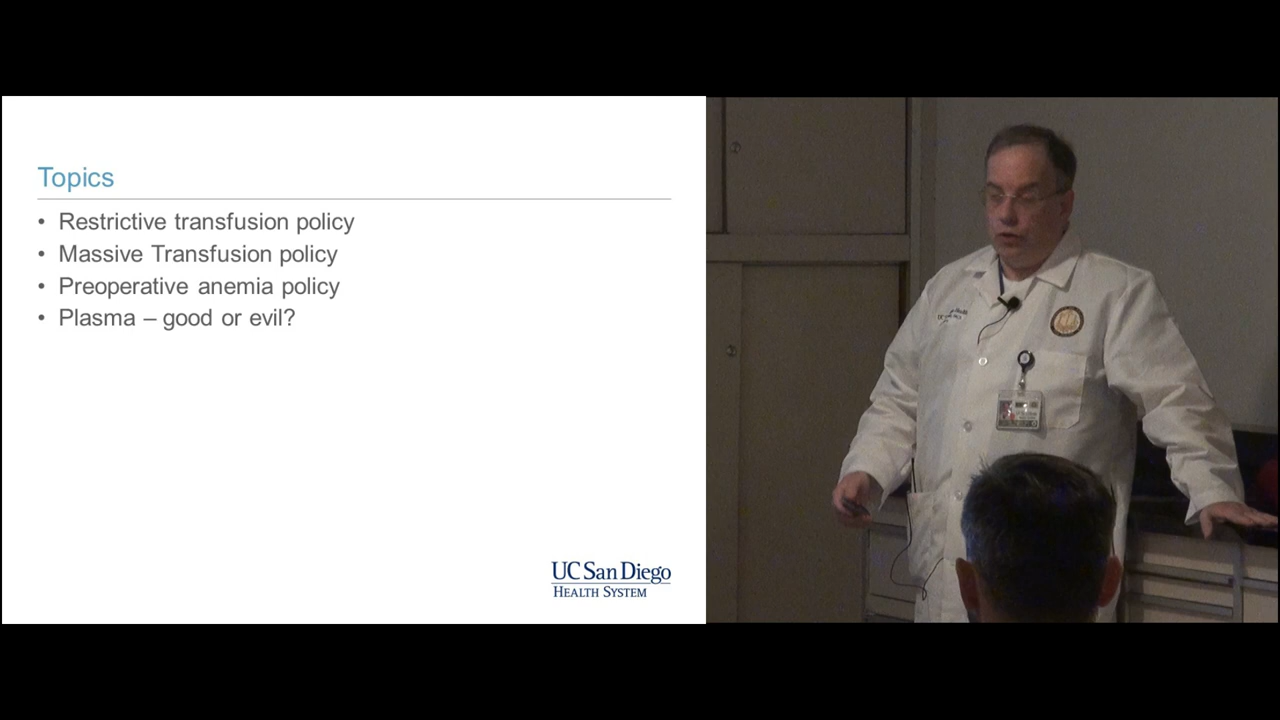 Topics
• Restrictive transfusion policy
• Massive Transfusion policy
• Preoperative anemia policy
• Plasma – good or evil?
UC San Diego
HEALTH SYSTEM